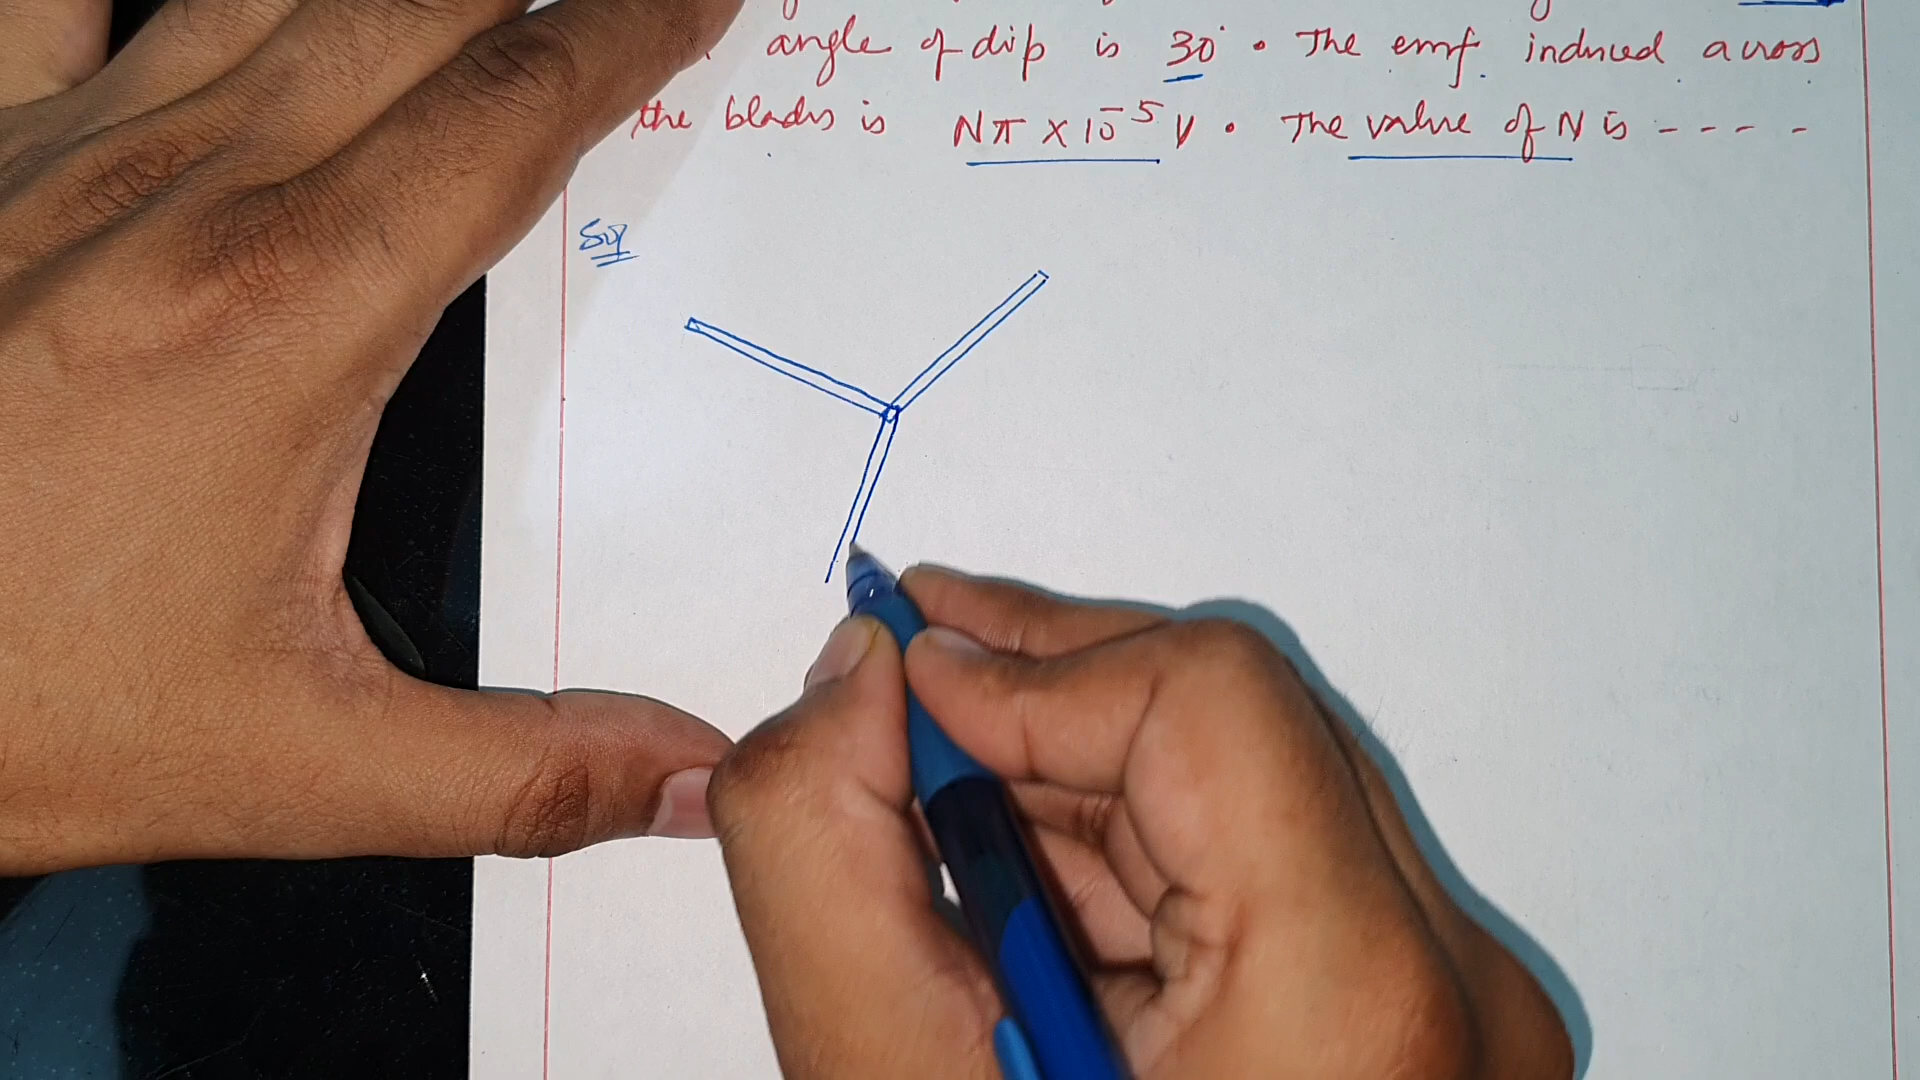 angle of dip is 30° . The emf induced across
the blades is Nπ × 10⁻⁵ V . The value of N is - - - -
Sol